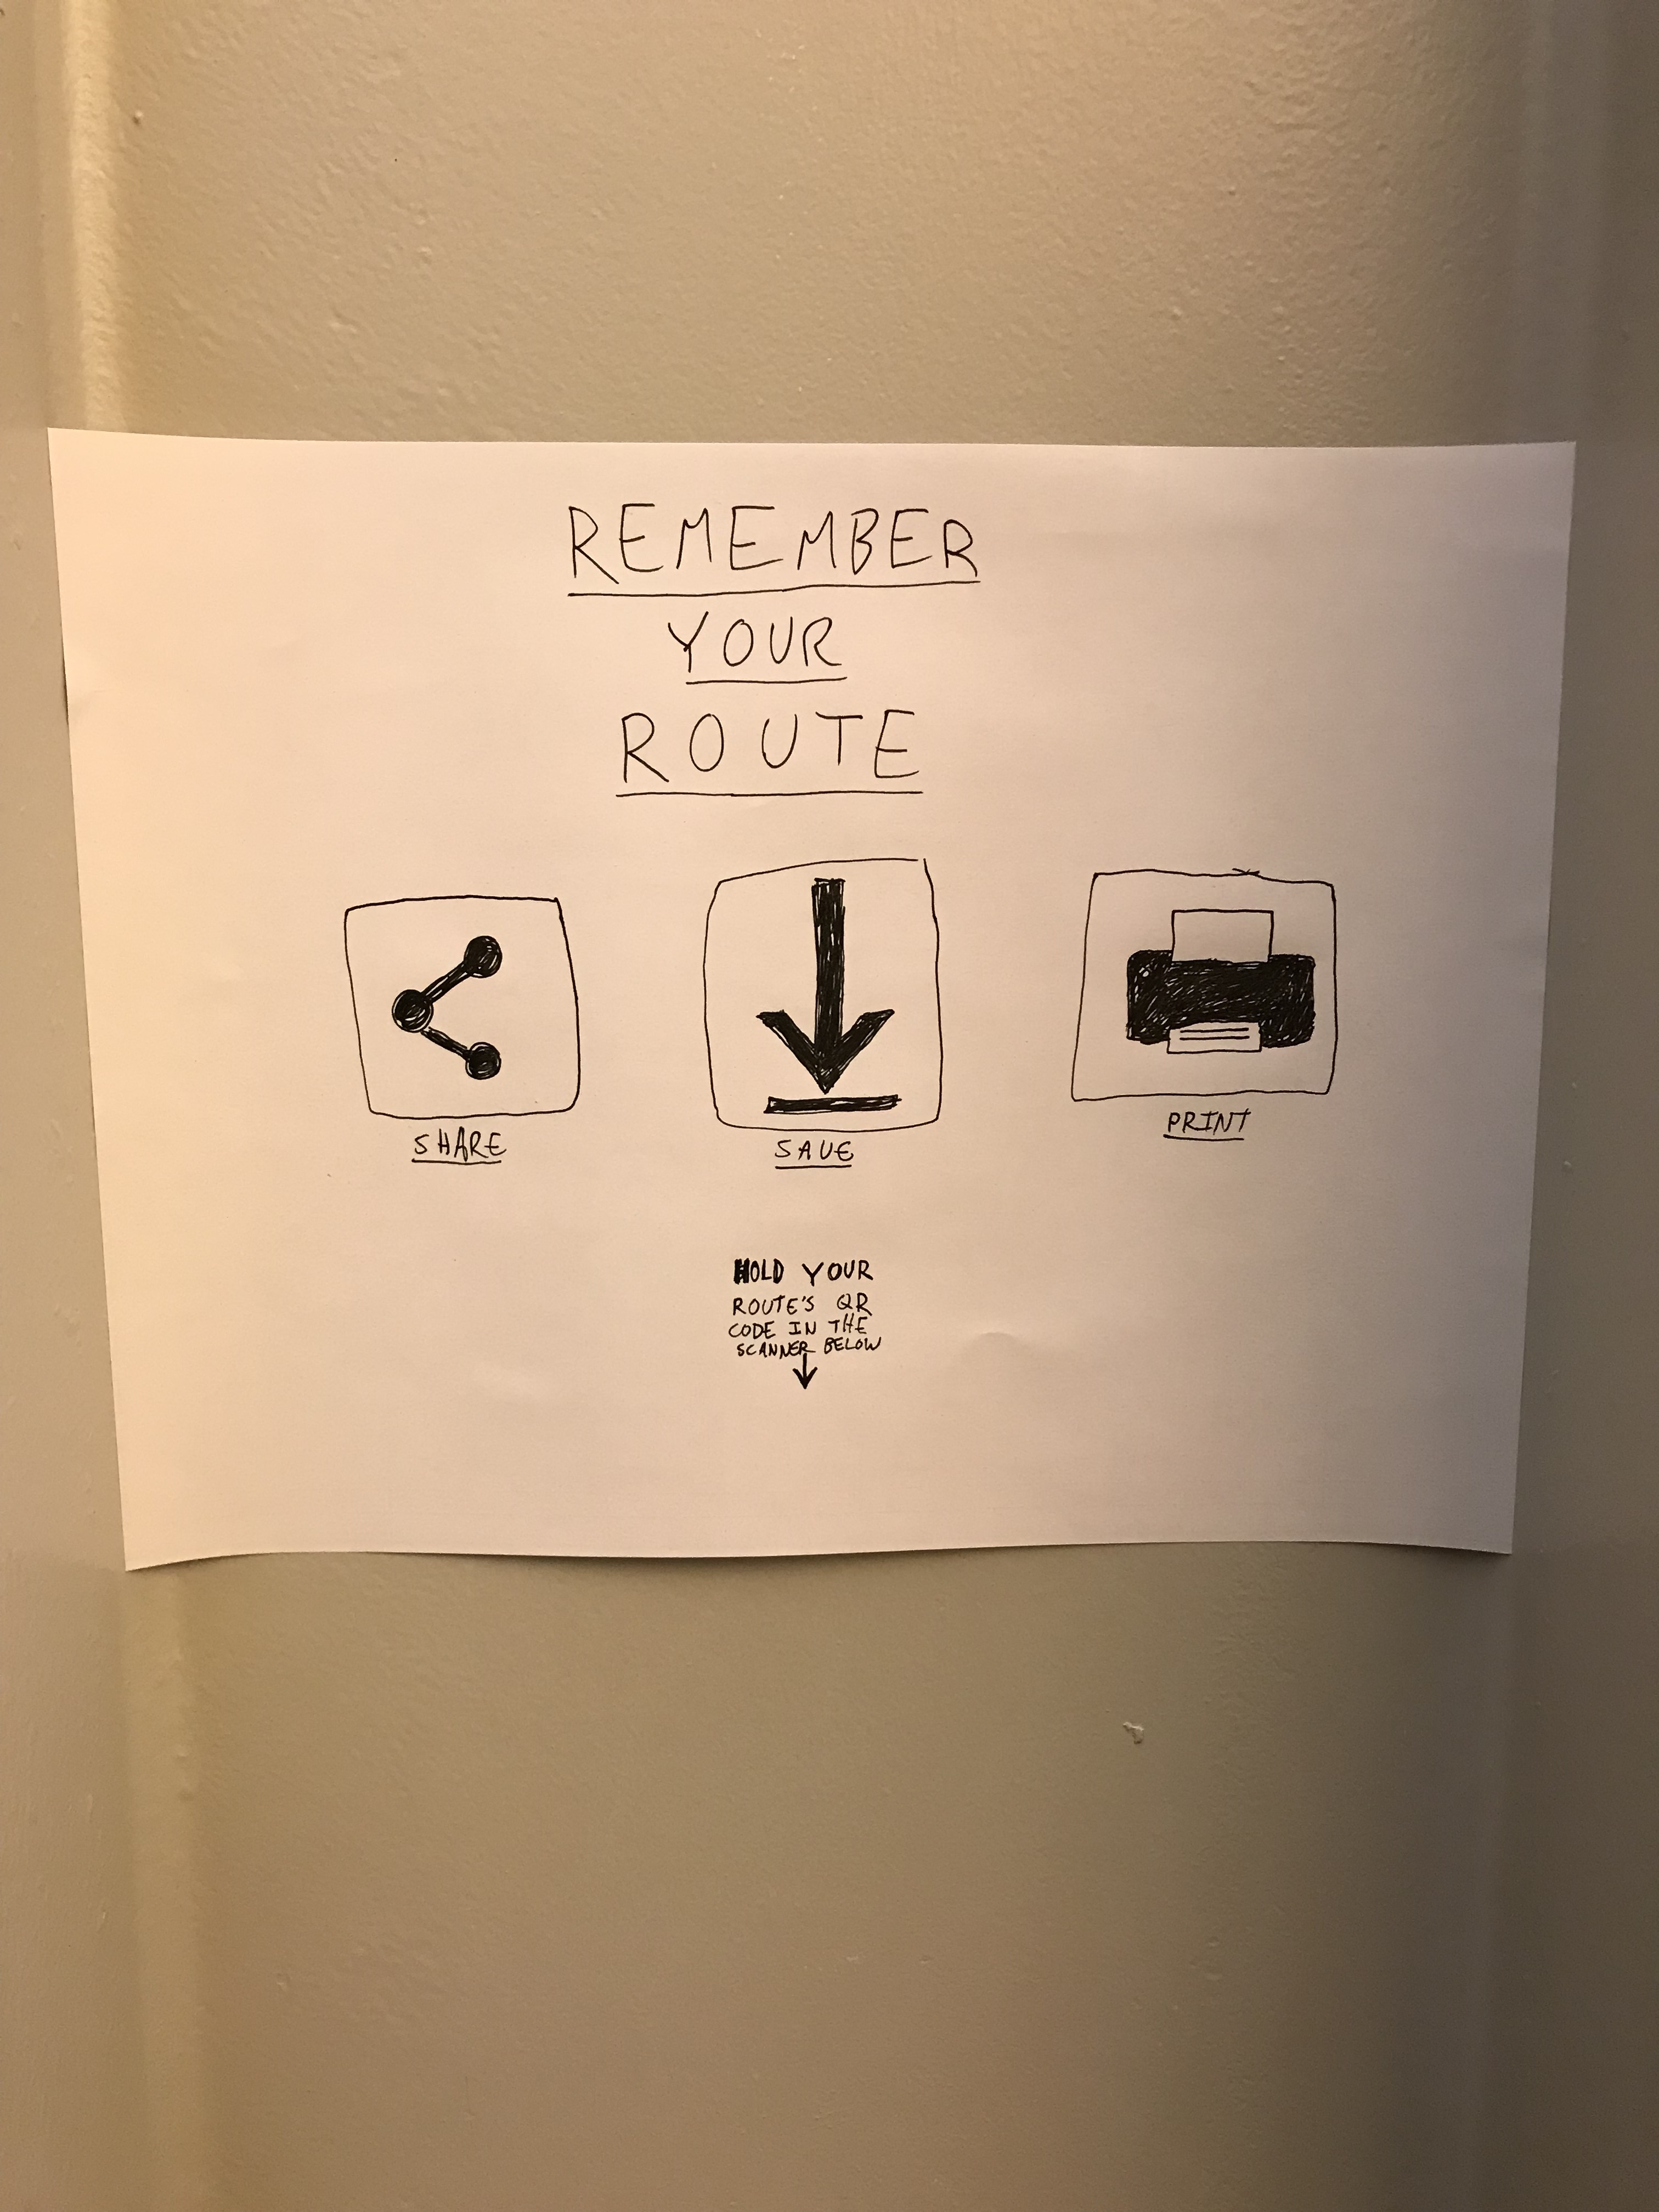 REMEMBER
YOUR
ROUTE
SHARE
SAVE
PRINT
HOLD YOUR
ROUTE'S QR
CODE IN THE
SCANNER BELOW